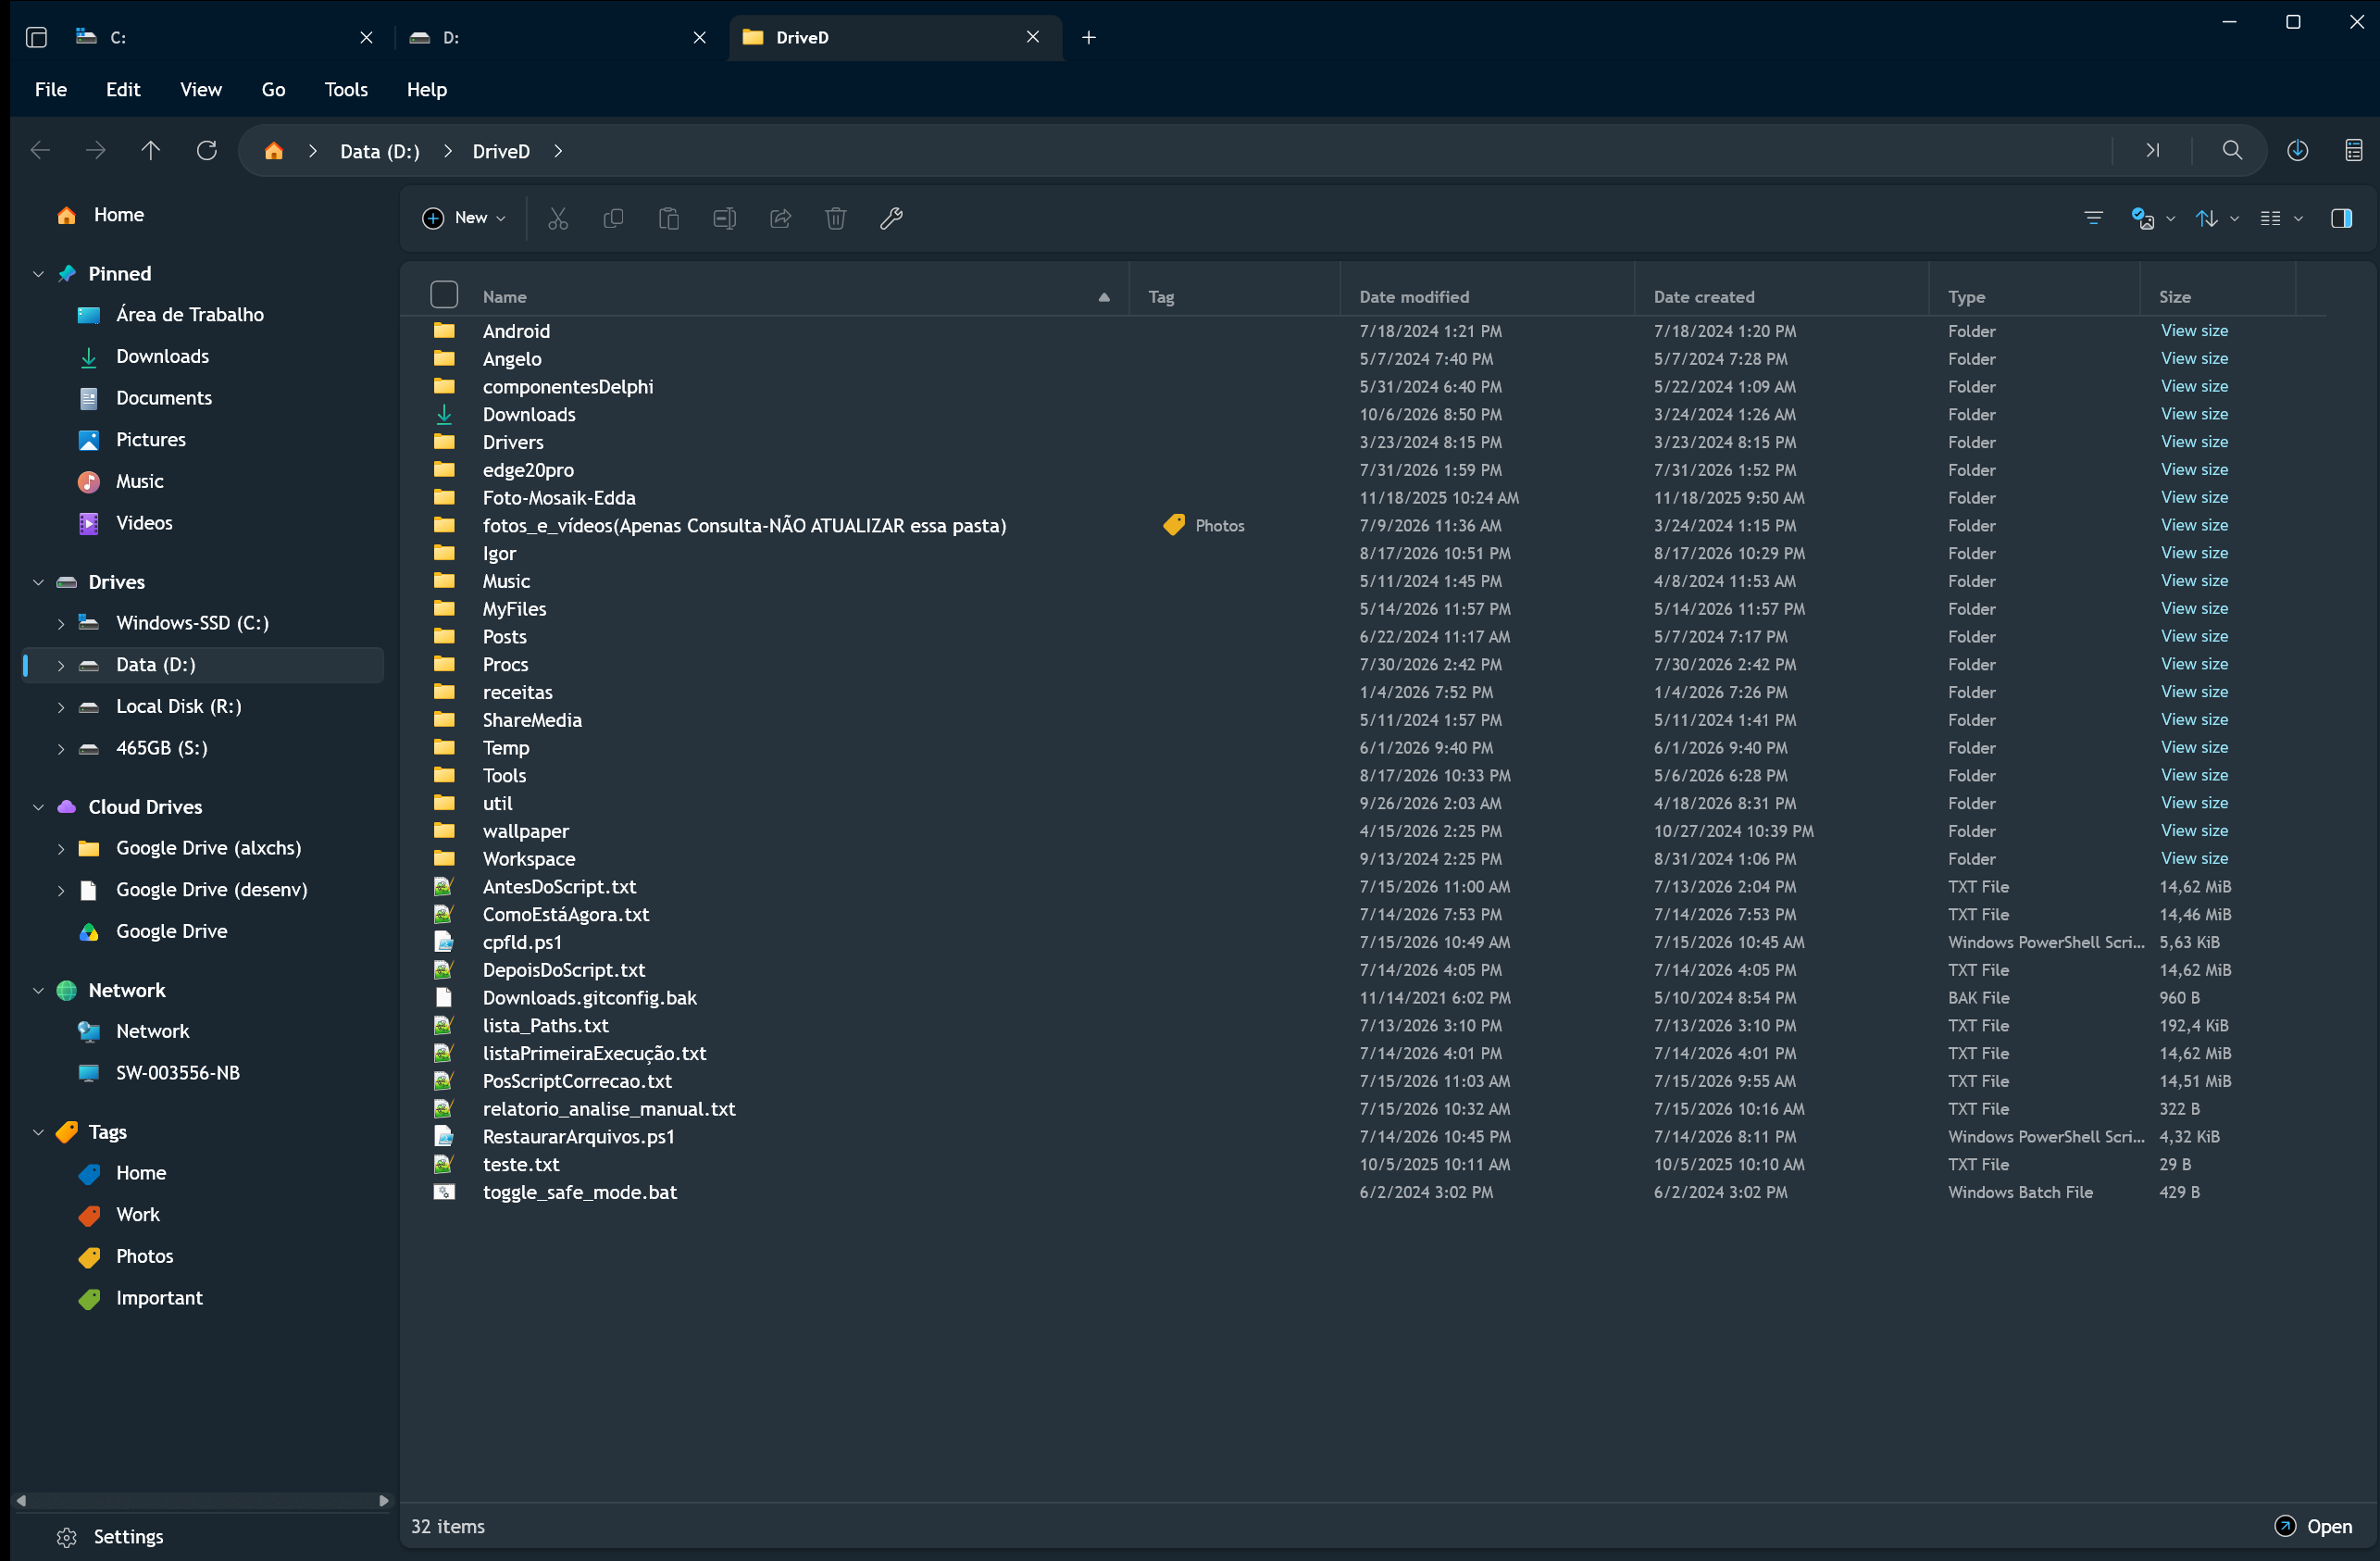 C:
D:
DriveD
File Edit View Go Tools Help
Data (D:) DriveD
Home
Pinned
Área de Trabalho
Downloads
Documents
Pictures
Music
Videos
Drives
Windows-SSD (C:)
Data (D:)
Local Disk (R:)
465GB (S:)
Cloud Drives
Google Drive (alxchs)
Google Drive (desenv)
Google Drive
Network
Network
SW-003556-NB
Tags
Home
Work
Photos
Important
Settings
New
Name Tag Date modified Date created Type Size
Android 7/18/2024 1:21 PM 7/18/2024 1:20 PM Folder View size
Angelo 5/7/2024 7:40 PM 5/7/2024 7:28 PM Folder View size
componentesDelphi 5/31/2024 6:40 PM 5/22/2024 1:09 AM Folder View size
Downloads 10/6/2026 8:50 PM 3/24/2024 1:26 AM Folder View size
Drivers 3/23/2024 8:15 PM 3/23/2024 8:15 PM Folder View size
edge20pro 7/31/2026 1:59 PM 7/31/2026 1:52 PM Folder View size
Foto-Mosaik-Edda 11/18/2025 10:24 AM 11/18/2025 9:50 AM Folder View size
fotos_e_vídeos(Apenas Consulta-NÃO ATUALIZAR essa pasta) Photos 7/9/2026 11:36 AM 3/24/2024 1:15 PM Folder View size
Igor 8/17/2026 10:51 PM 8/17/2026 10:29 PM Folder View size
Music 5/11/2024 1:45 PM 4/8/2024 11:53 AM Folder View size
MyFiles 5/14/2026 11:57 PM 5/14/2026 11:57 PM Folder View size
Posts 6/22/2024 11:17 AM 5/7/2024 7:17 PM Folder View size
Procs 7/30/2026 2:42 PM 7/30/2026 2:42 PM Folder View size
receitas 1/4/2026 7:52 PM 1/4/2026 7:26 PM Folder View size
ShareMedia 5/11/2024 1:57 PM 5/11/2024 1:41 PM Folder View size
Temp 6/1/2026 9:40 PM 6/1/2026 9:40 PM Folder View size
Tools 8/17/2026 10:33 PM 5/6/2026 6:28 PM Folder View size
util 9/26/2026 2:03 AM 4/18/2026 8:31 PM Folder View size
wallpaper 4/15/2026 2:25 PM 10/27/2024 10:39 PM Folder View size
Workspace 9/13/2024 2:25 PM 8/31/2024 1:06 PM Folder View size
AntesDoScript.txt 7/15/2026 11:00 AM 7/13/2026 2:04 PM TXT File 14,62 MiB
ComoEstáAgora.txt 7/14/2026 7:53 PM 7/14/2026 7:53 PM TXT File 14,46 MiB
cpfld.ps1 7/15/2026 10:49 AM 7/15/2026 10:45 AM Windows PowerShell Scri... 5,63 KiB
DepoisDoScript.txt 7/14/2026 4:05 PM 7/14/2026 4:05 PM TXT File 14,62 MiB
Downloads.gitconfig.bak 11/14/2021 6:02 PM 5/10/2024 8:54 PM BAK File 960 B
lista_Paths.txt 7/13/2026 3:10 PM 7/13/2026 3:10 PM TXT File 192,4 KiB
listaPrimeiraExecução.txt 7/14/2026 4:01 PM 7/14/2026 4:01 PM TXT File 14,62 MiB
PosScriptCorrecao.txt 7/15/2026 11:03 AM 7/15/2026 9:55 AM TXT File 14,51 MiB
relatorio_analise_manual.txt 7/15/2026 10:32 AM 7/15/2026 10:16 AM TXT File 322 B
RestaurarArquivos.ps1 7/14/2026 10:45 PM 7/14/2026 8:11 PM Windows PowerShell Scri... 4,32 KiB
teste.txt 10/5/2025 10:11 AM 10/5/2025 10:10 AM TXT File 29 B
toggle_safe_mode.bat 6/2/2024 3:02 PM 6/2/2024 3:02 PM Windows Batch File 429 B
32 items
Open